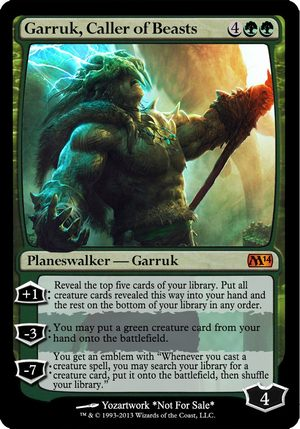 Garruk, Caller of Beasts 4
Planeswalker — Garruk M14
+1 Reveal the top five cards of your library. Put all
creature cards revealed this way into your hand and
the rest on the bottom of your library in any order.
-3 You may put a green creature card from your
hand onto the battlefield.
-7 You get an emblem with “Whenever you cast a
creature spell, you may search your library for a
creature card, put it onto the battlefield, then shuffle
your library.”
4
Yozartwork *Not For Sale*
™ & © 1993-2013 Wizards of the Coast, LLC.